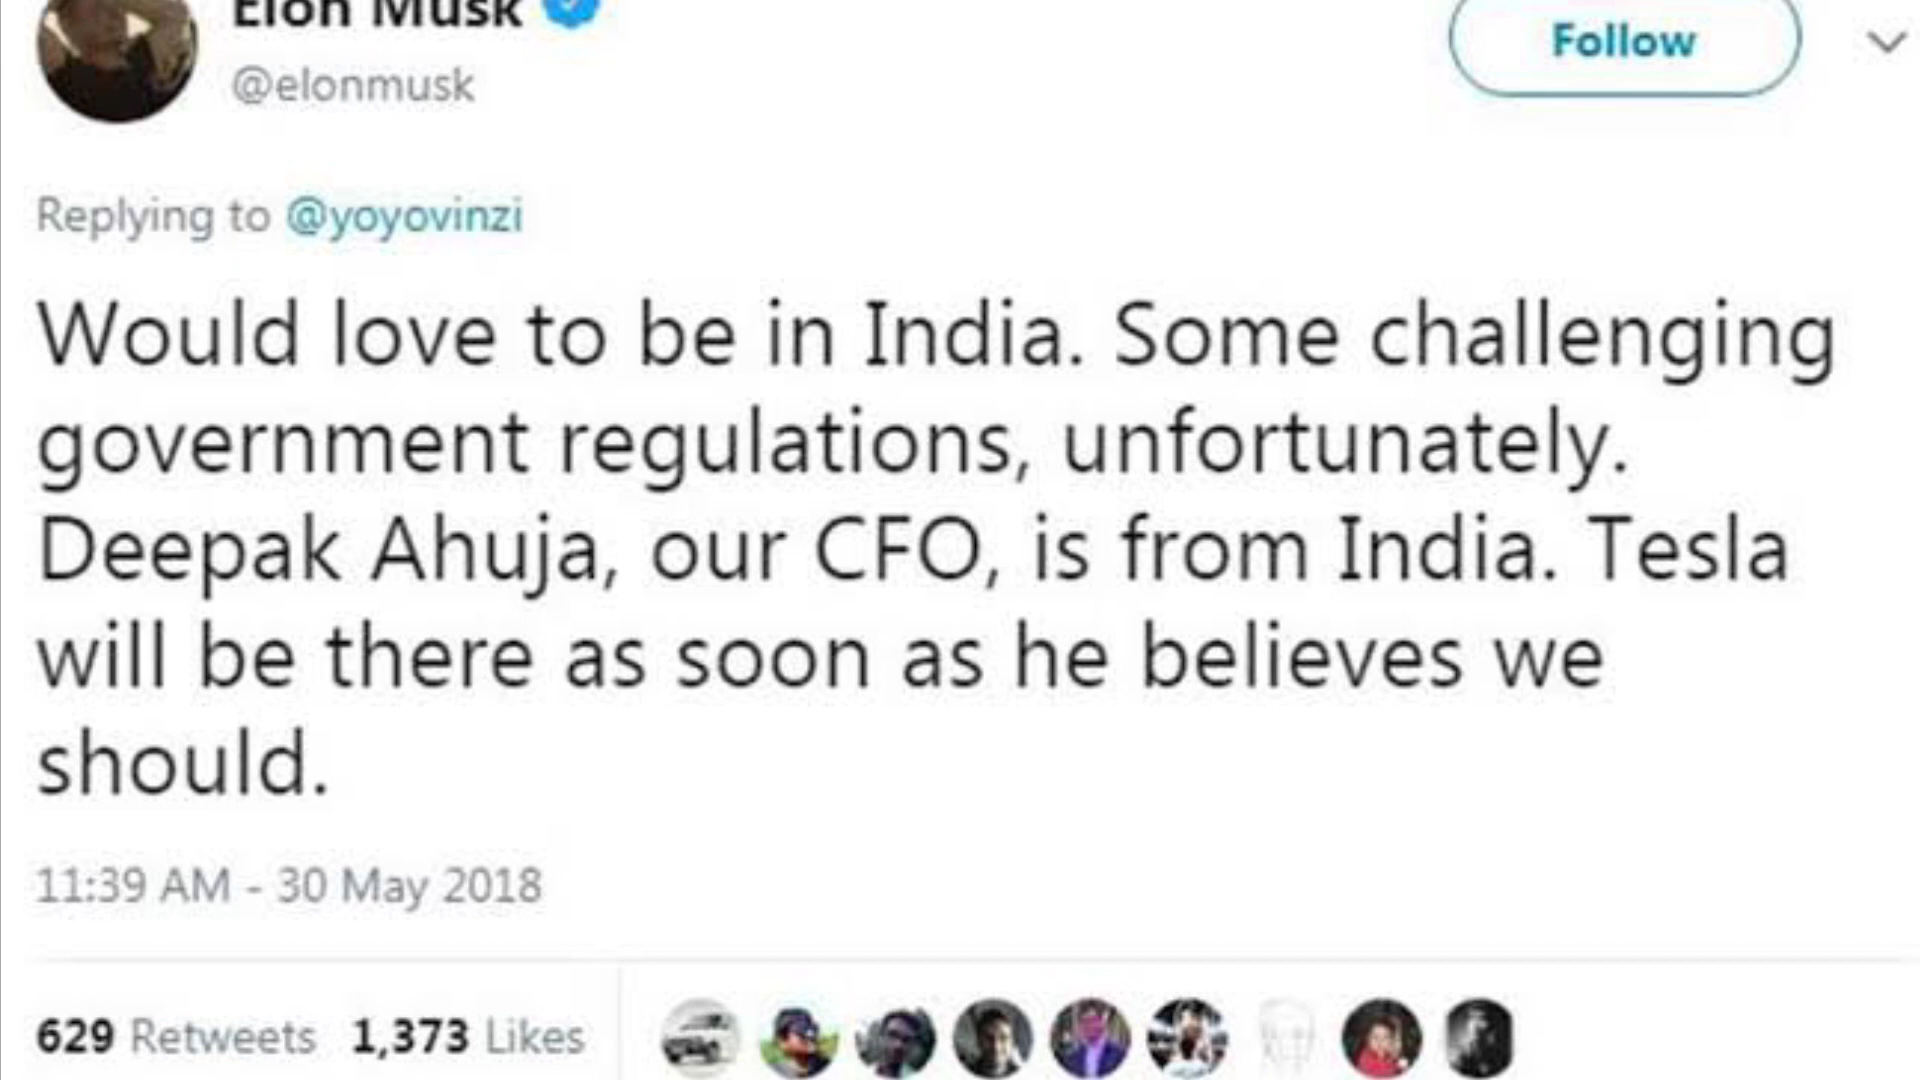 Elon Musk
@elonmusk
Follow
Replying to @yoyovinzi
Would love to be in India. Some challenging
government regulations, unfortunately.
Deepak Ahuja, our CFO, is from India. Tesla
will be there as soon as he believes we
should.
11:39 AM - 30 May 2018
629 Retweets 1,373 Likes